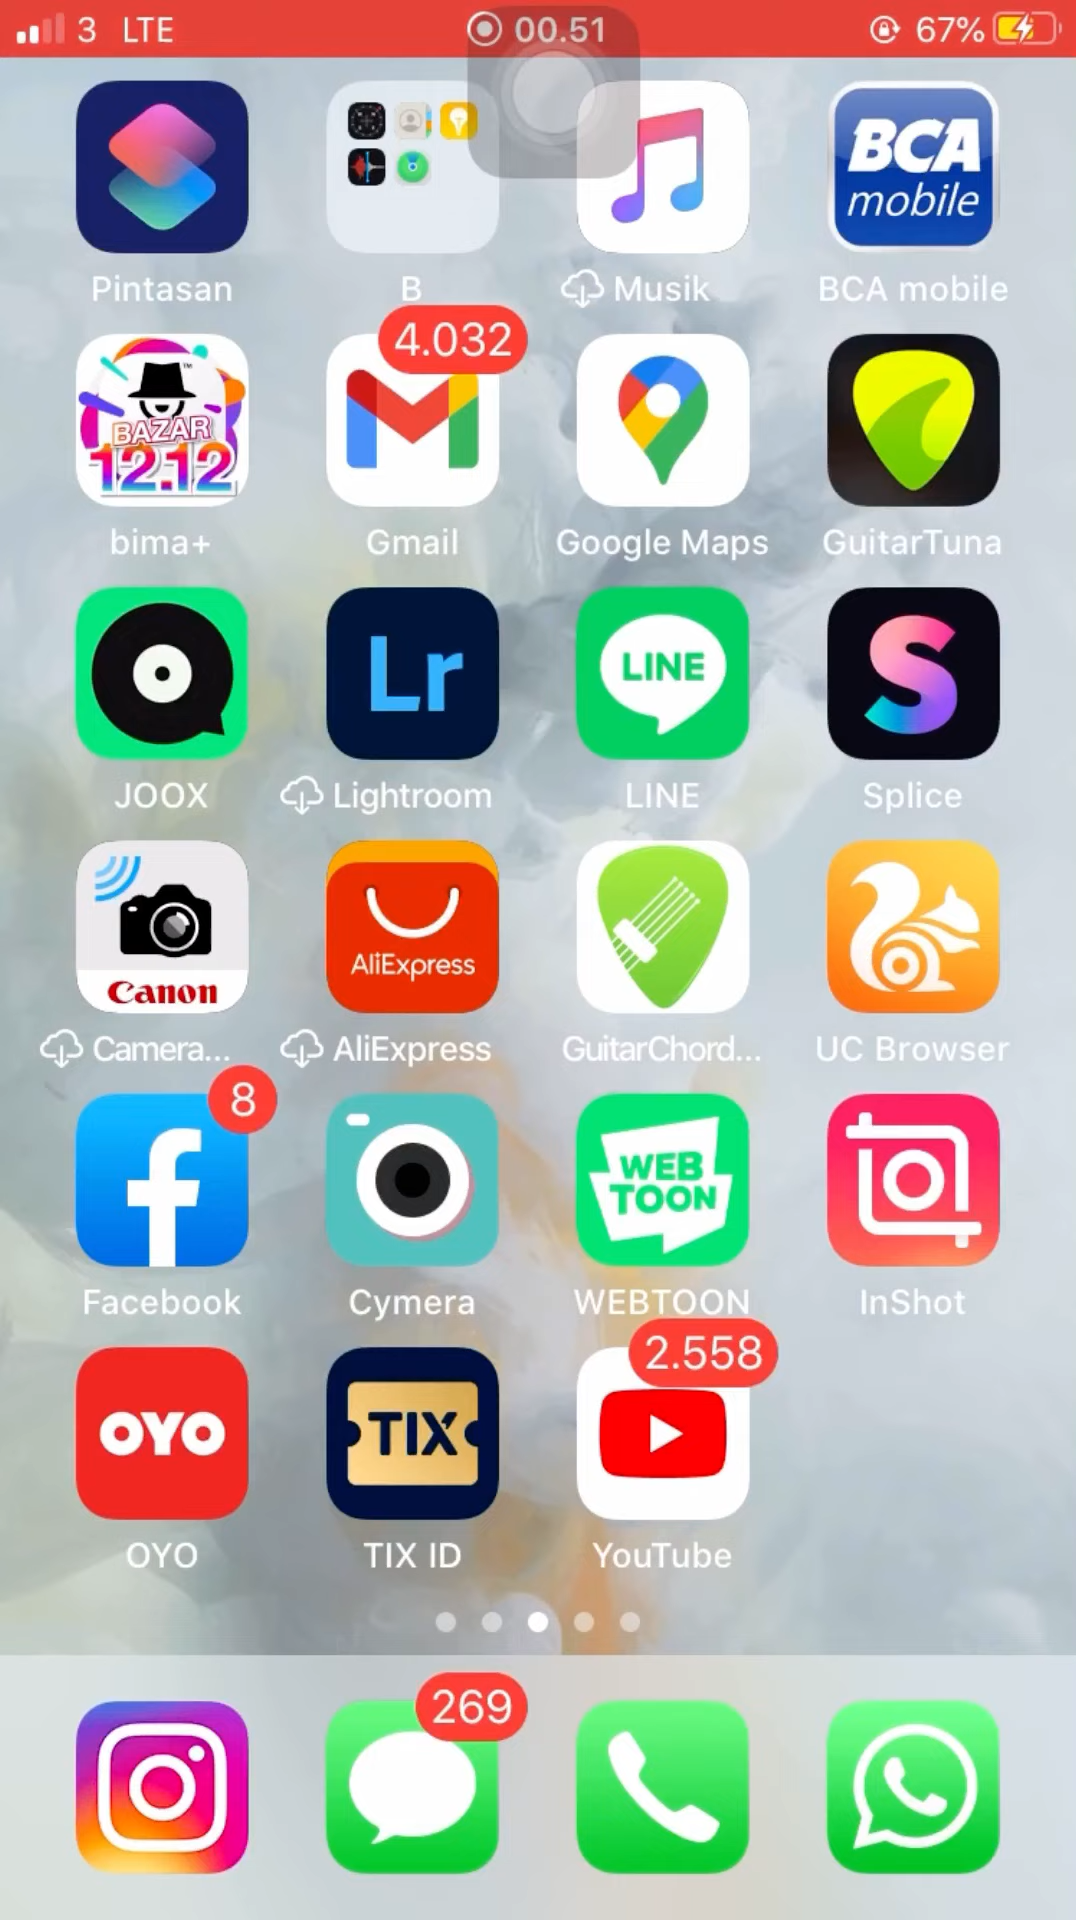 3 LTE 00.51 67%
BCA
mobile
Pintasan B Musik BCA mobile
4.032
™
BAZAR
12.12
bima+ Gmail Google Maps GuitarTuna
Lr LINE S
JOOX Lightroom LINE Splice
AliExpress
Canon
Camera... AliExpress GuitarChord... UC Browser
8
WEB
TOON
Facebook Cymera WEBTOON InShot
2.558
OYO TIX
OYO TIX ID YouTube
269